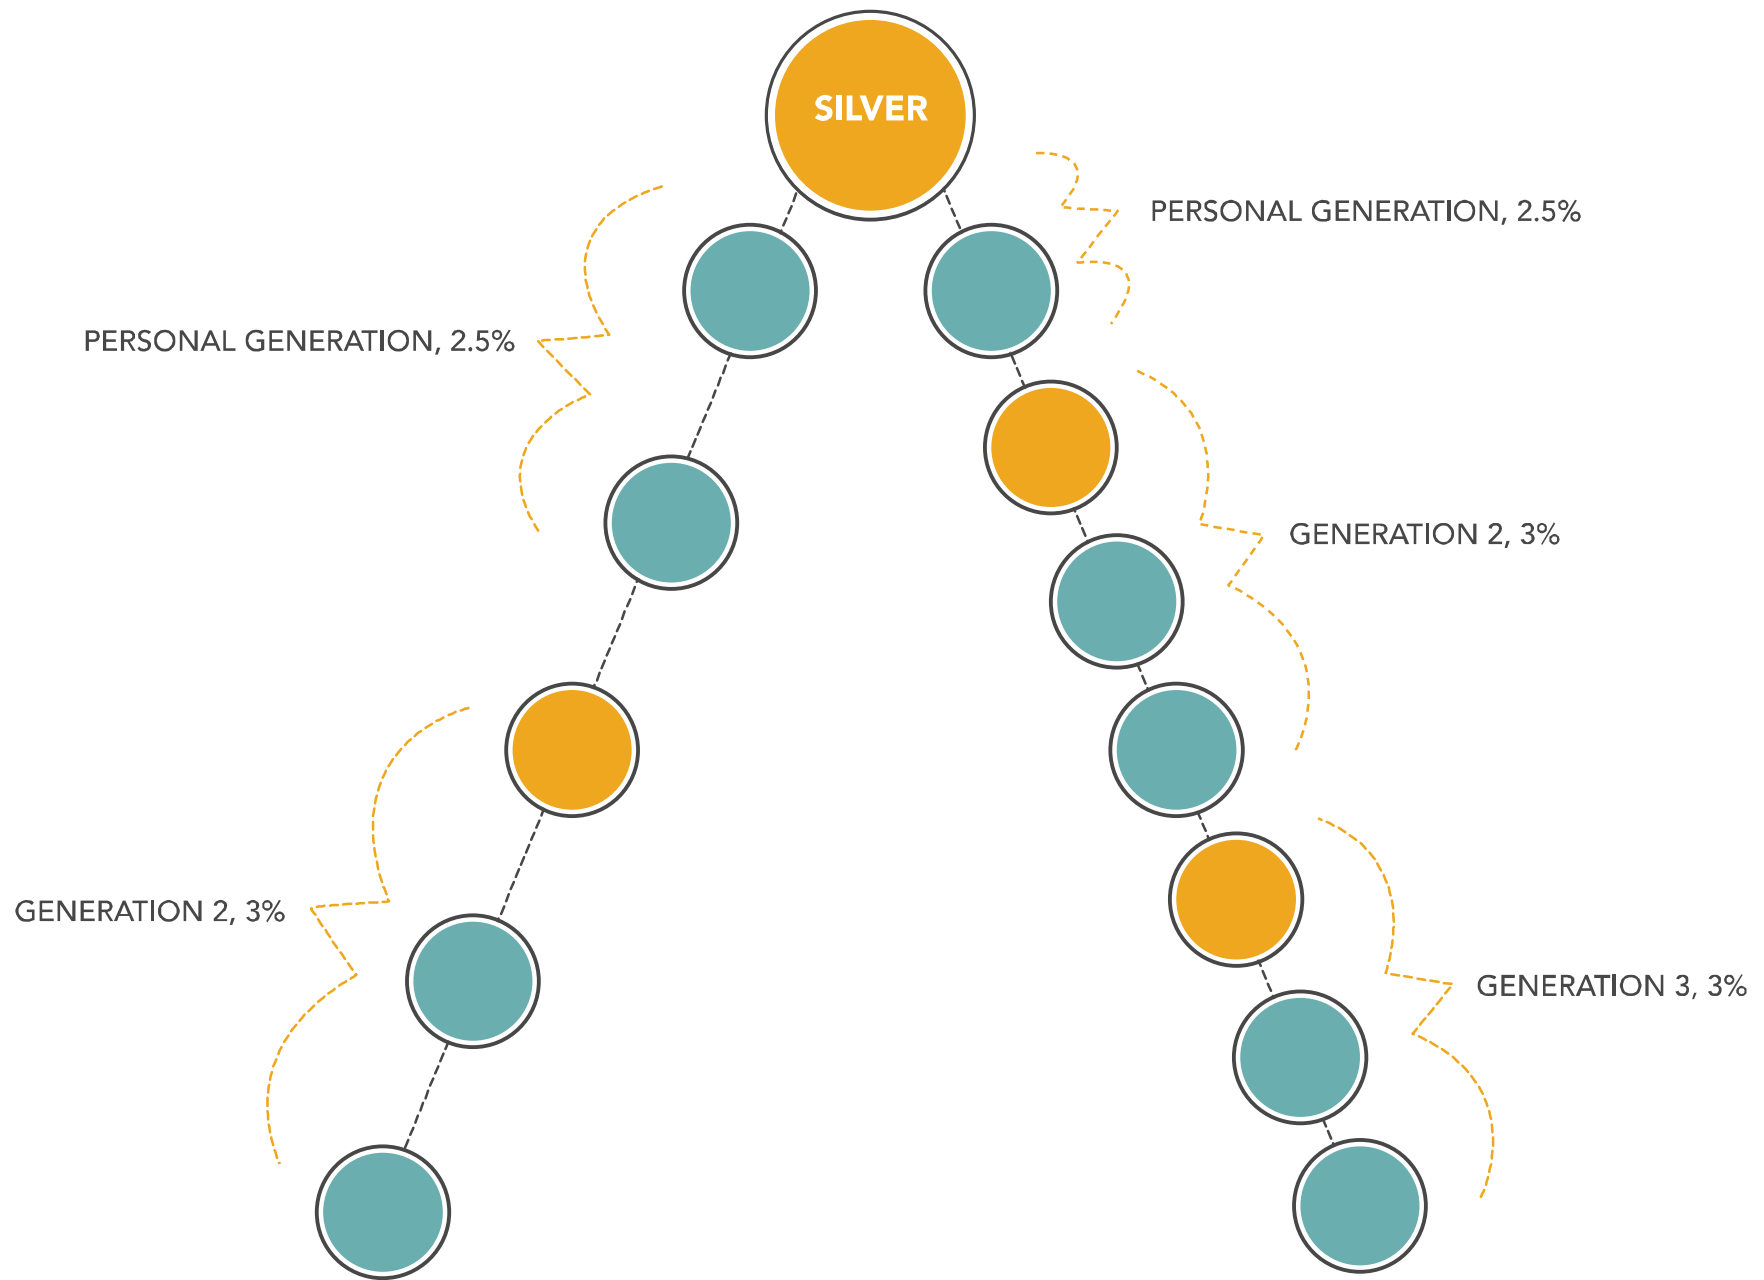 SILVER
PERSONAL GENERATION, 2.5%
PERSONAL GENERATION, 2.5%
GENERATION 2, 3%
GENERATION 2, 3%
GENERATION 3, 3%